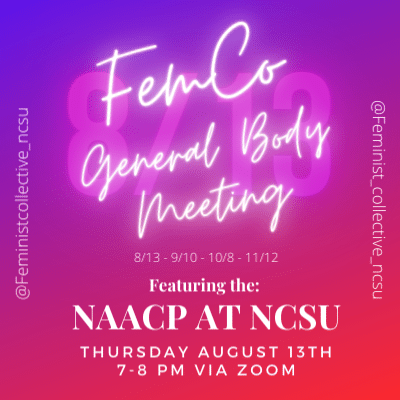 8/13
FemCo
General Body
Meeting
@Feministcollective_ncsu
@Feminist_collective_ncsu
8/13 - 9/10 - 10/8 - 11/12
Featuring the:
NAACP AT NCSU
THURSDAY AUGUST 13TH
7-8 PM VIA ZOOM